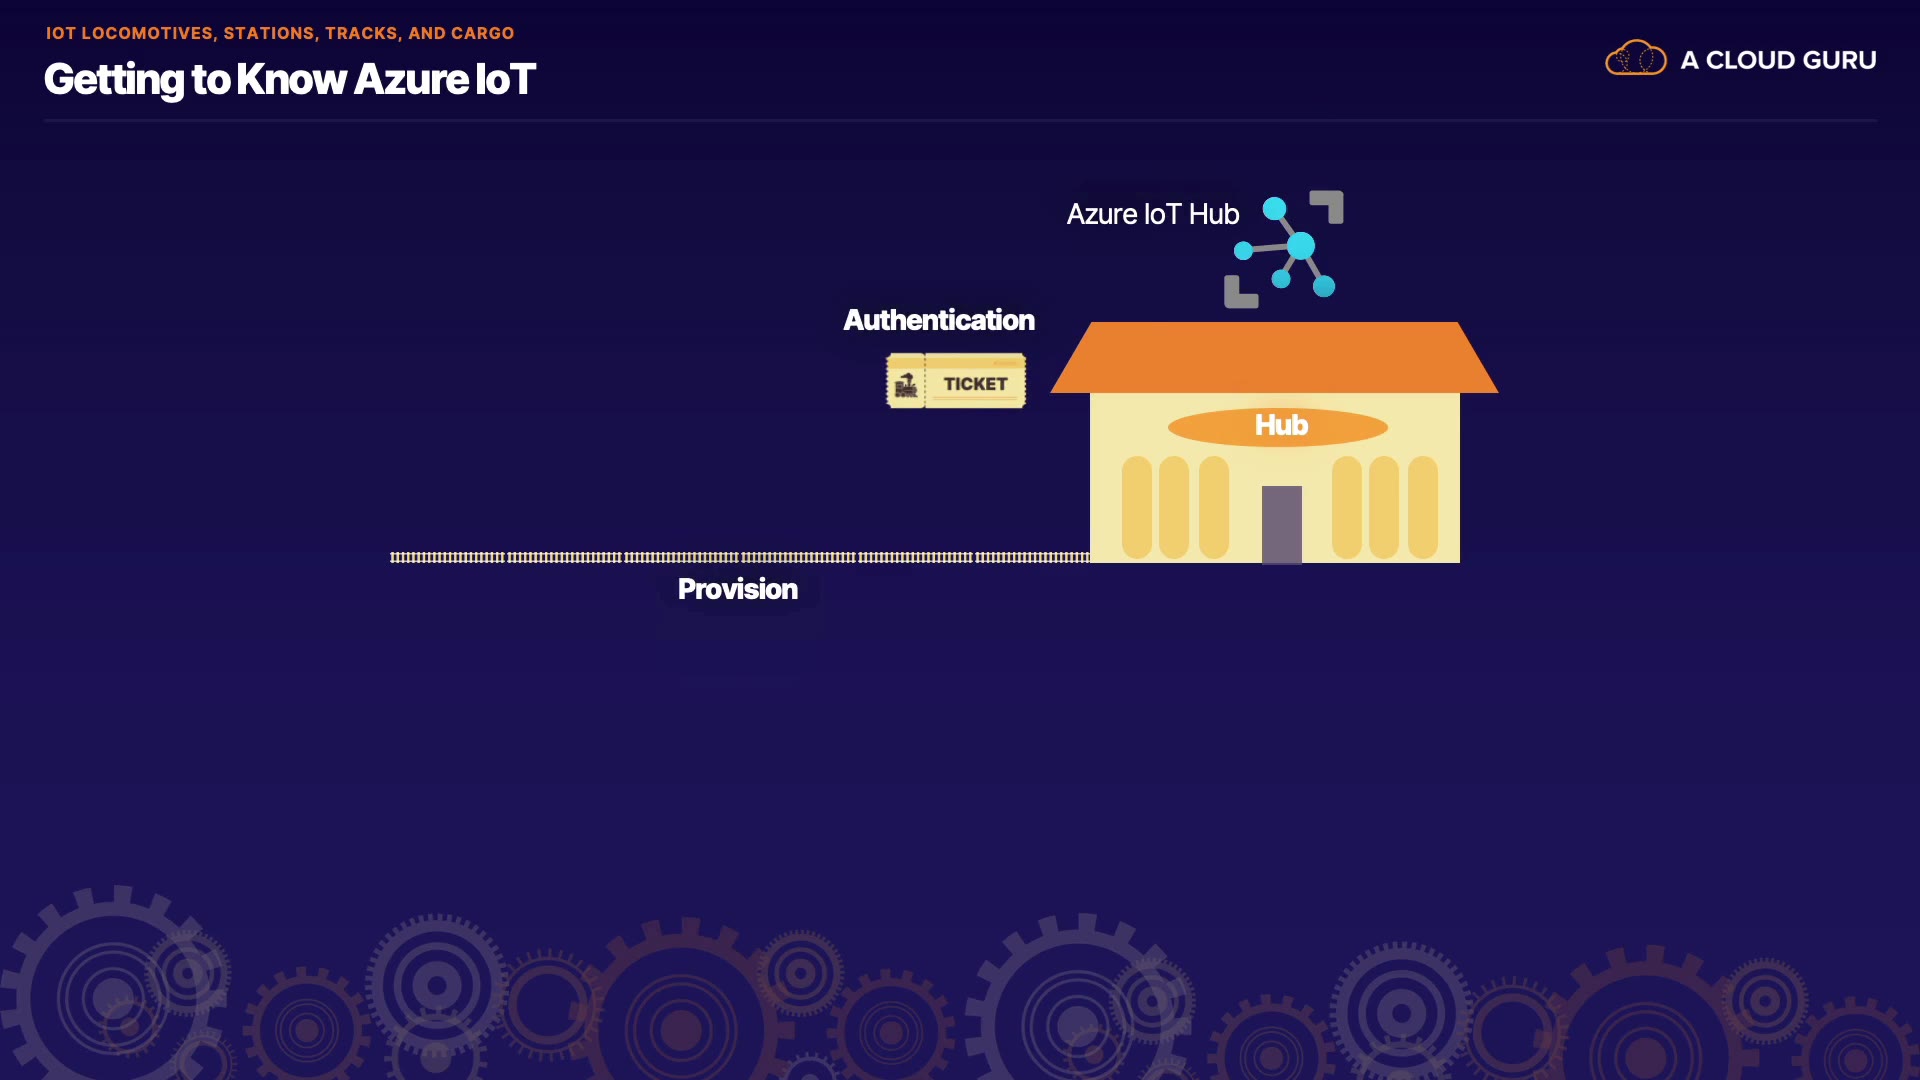 IOT LOCOMOTIVES, STATIONS, TRACKS, AND CARGO
Getting to Know Azure IoT
A CLOUD GURU
Azure IoT Hub
Authentication
TICKET
Hub
Provision